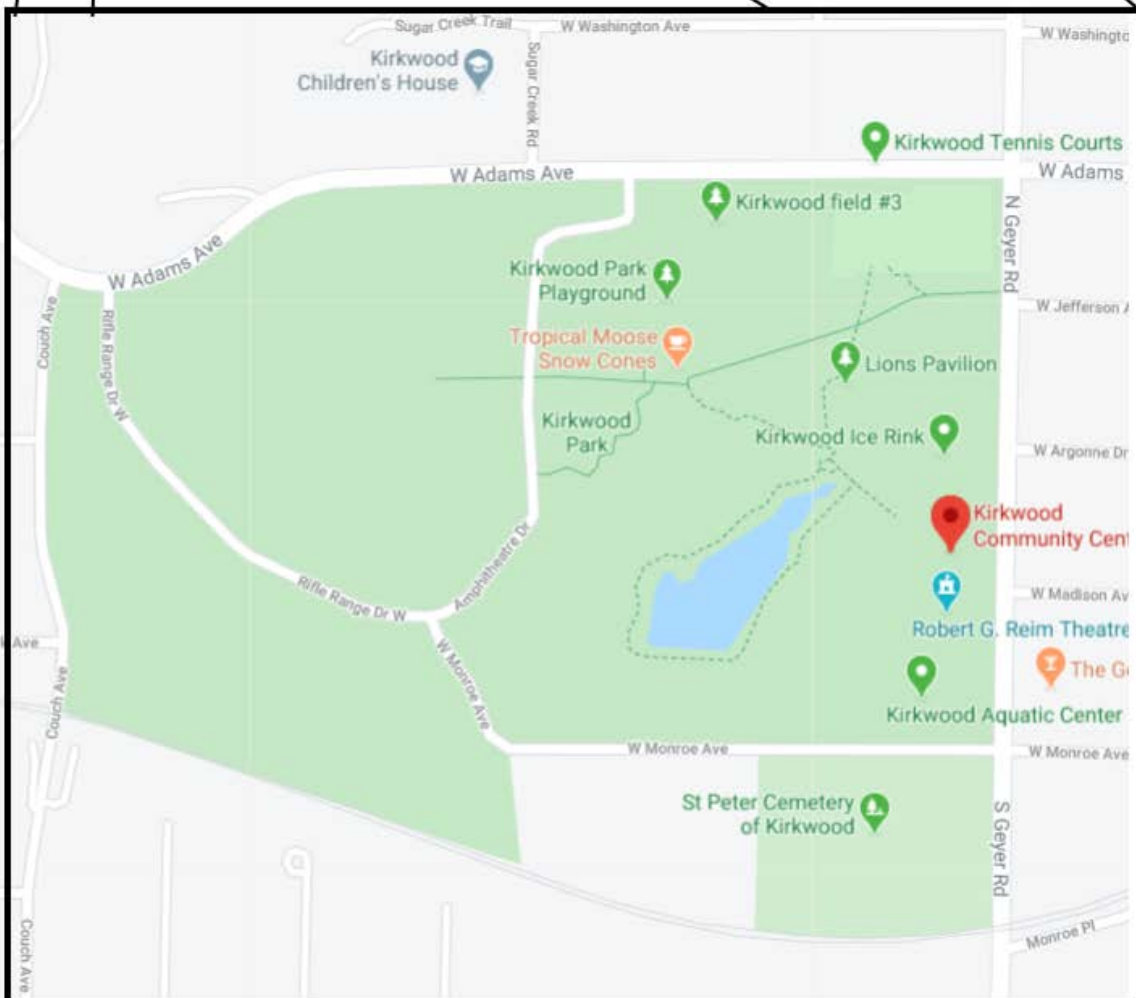 Sugar Creek Trail
W Washington Ave
W Washingto
Kirkwood
Children's House
Sugar Creek Rd
Kirkwood Tennis Courts
W Adams Ave
W Adams
Kirkwood field #3
N Geyer Rd
W Adams Ave
Kirkwood Park
Playground
Couch Ave
Rifle Range Dr W
W Jefferson A
Tropical Moose
Snow Cones
Lions Pavilion
Kirkwood
Park
Kirkwood Ice Rink
W Argonne Dr
Kirkwood
Community Cent
Amphitheatre Dr
Rifle Range Dr W
W Madison Av
Robert G. Reim Theatre
Ave
W Monroe Ave
The G
Couch Ave
Kirkwood Aquatic Center
W Monroe Ave
W Monroe Ave
St Peter Cemetery
of Kirkwood
S Geyer Rd
Couch Ave
Monroe Pl